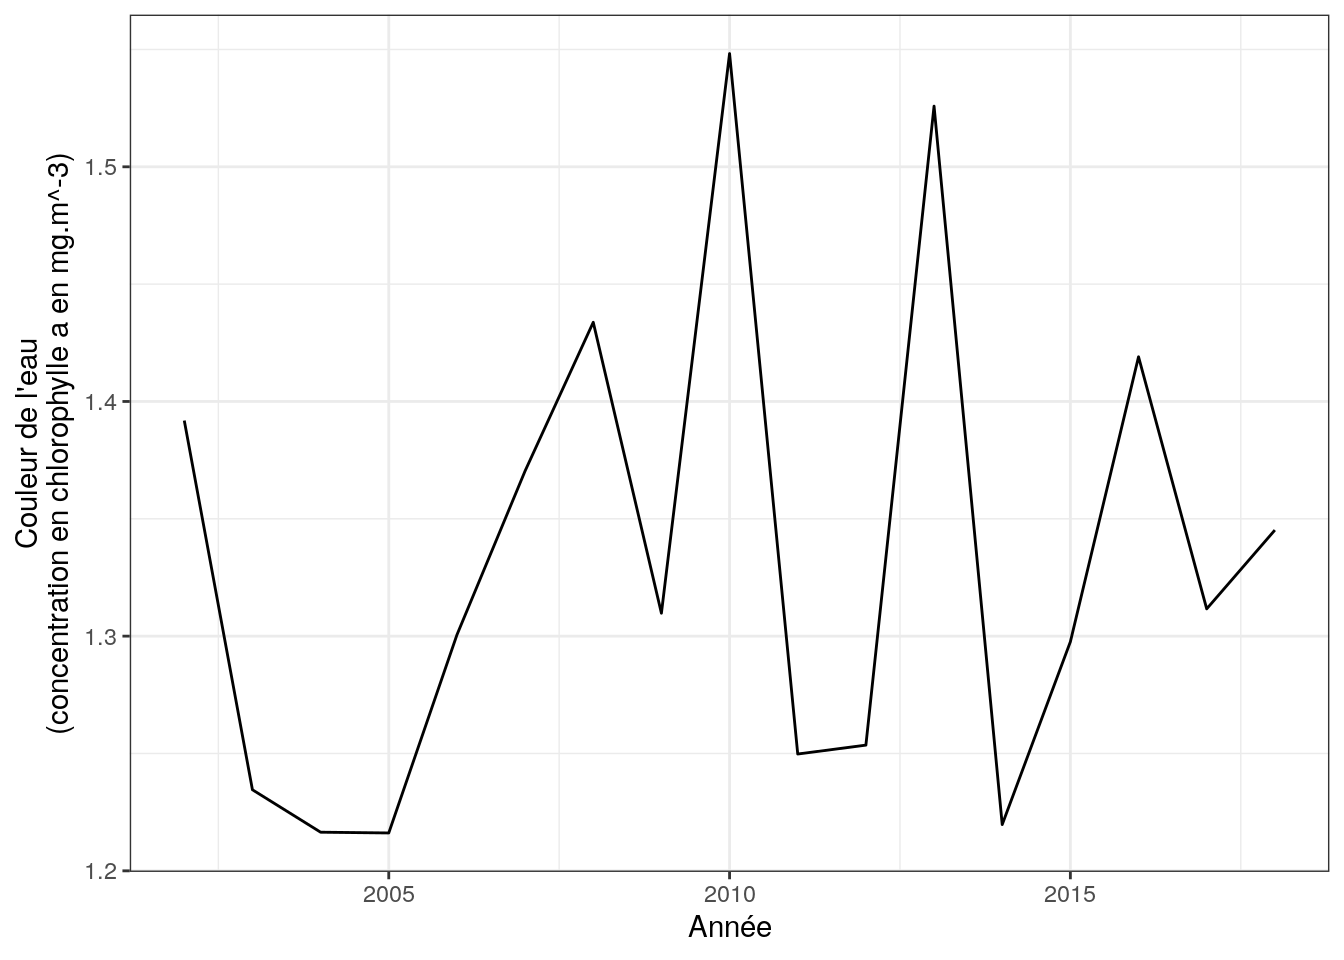 Couleur de l'eau
(concentration en chlorophylle a en mg.m^-3)
1.5
1.4
1.3
1.2
2005
2010
2015
Année